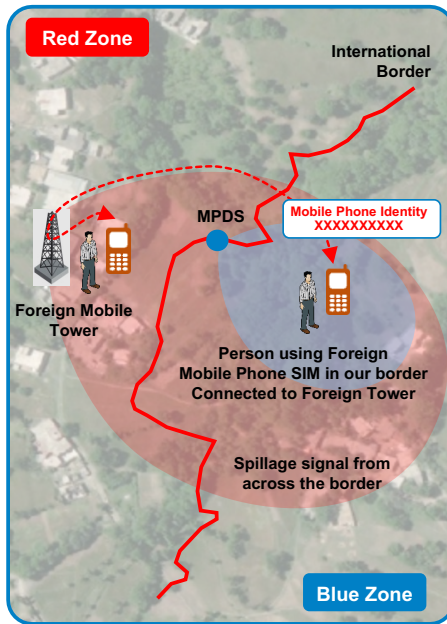 Red Zone
International
Border
MPDS
Mobile Phone Identity
XXXXXXXXXX
Foreign Mobile
Tower
Person using Foreign
Mobile Phone SIM in our border
Connected to Foreign Tower
Spillage signal from
across the border
Blue Zone